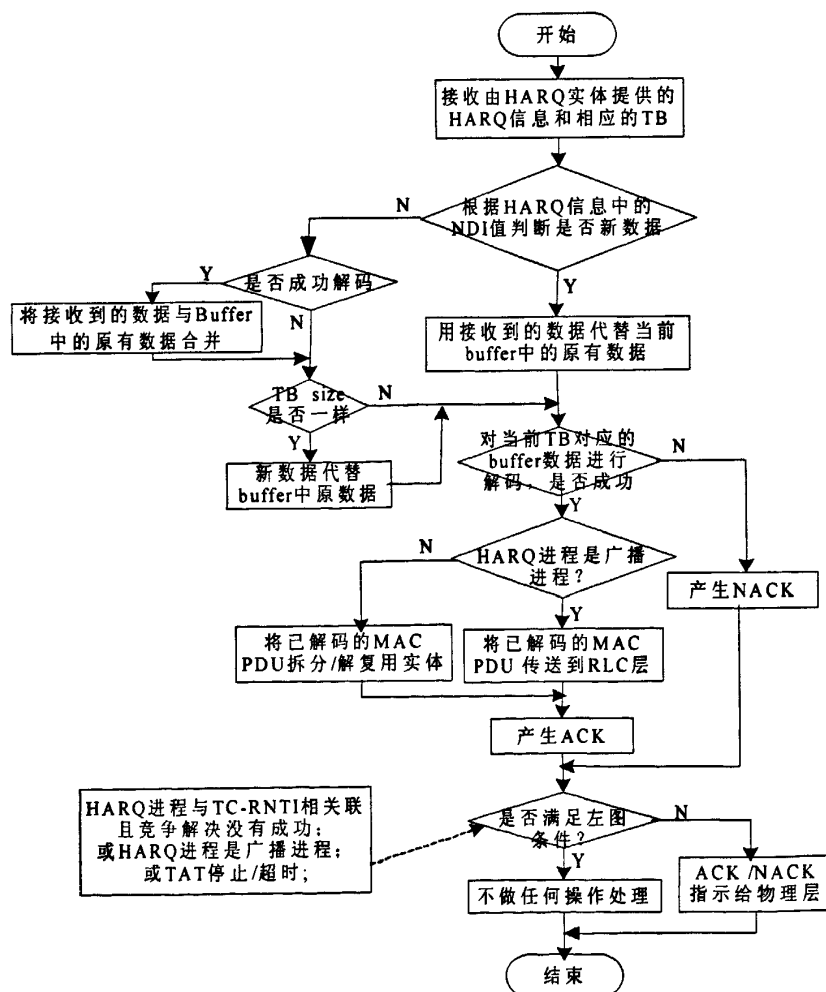 开始
接收由HARQ实体提供的
HARQ信息和相应的TB
根据HARQ信息中的
NDI值判断是否新数据
N
Y
是否成功解码
Y
N
将接收到的数据与Buffer
中的原有数据合并
用接收到的数据代替当前
buffer中的原有数据
TB size
是否一样
N
Y
新数据代替
buffer中原数据
对当前TB对应的
buffer数据进行
解码，是否成功
N
Y
HARQ进程是广播
进程？
N
Y
产生NACK
将已解码的MAC
PDU拆分/解复用实体
将已解码的MAC
PDU 传送到RLC层
产生ACK
HARQ进程与TC-RNTI相关联
且竞争解决没有成功；
或HARQ进程是广播进程；
或TAT停止/超时；
是否满足左图
条件？
N
Y
不做任何操作处理
ACK /NACK
指示给物理层
结束